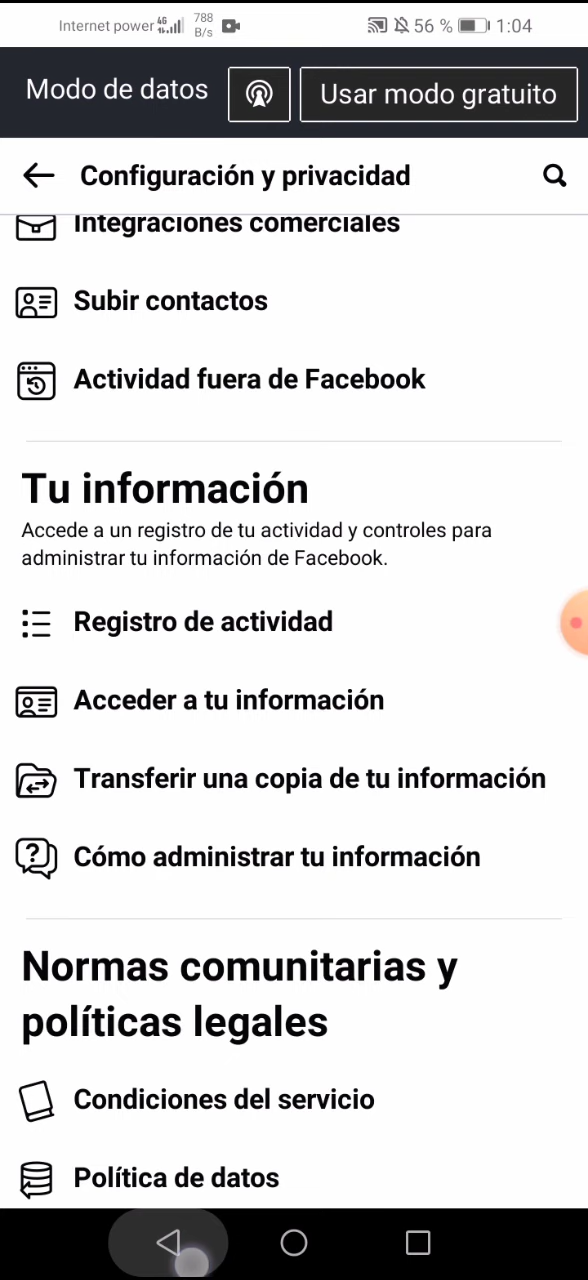 Internet power 4G 788 B/s 56 % 1:04
Modo de datos Usar modo gratuito
Configuración y privacidad
Integraciones comerciales
Subir contactos
Actividad fuera de Facebook
Tu información
Accede a un registro de tu actividad y controles para
administrar tu información de Facebook.
Registro de actividad
Acceder a tu información
Transferir una copia de tu información
Cómo administrar tu información
Normas comunitarias y
políticas legales
Condiciones del servicio
Política de datos